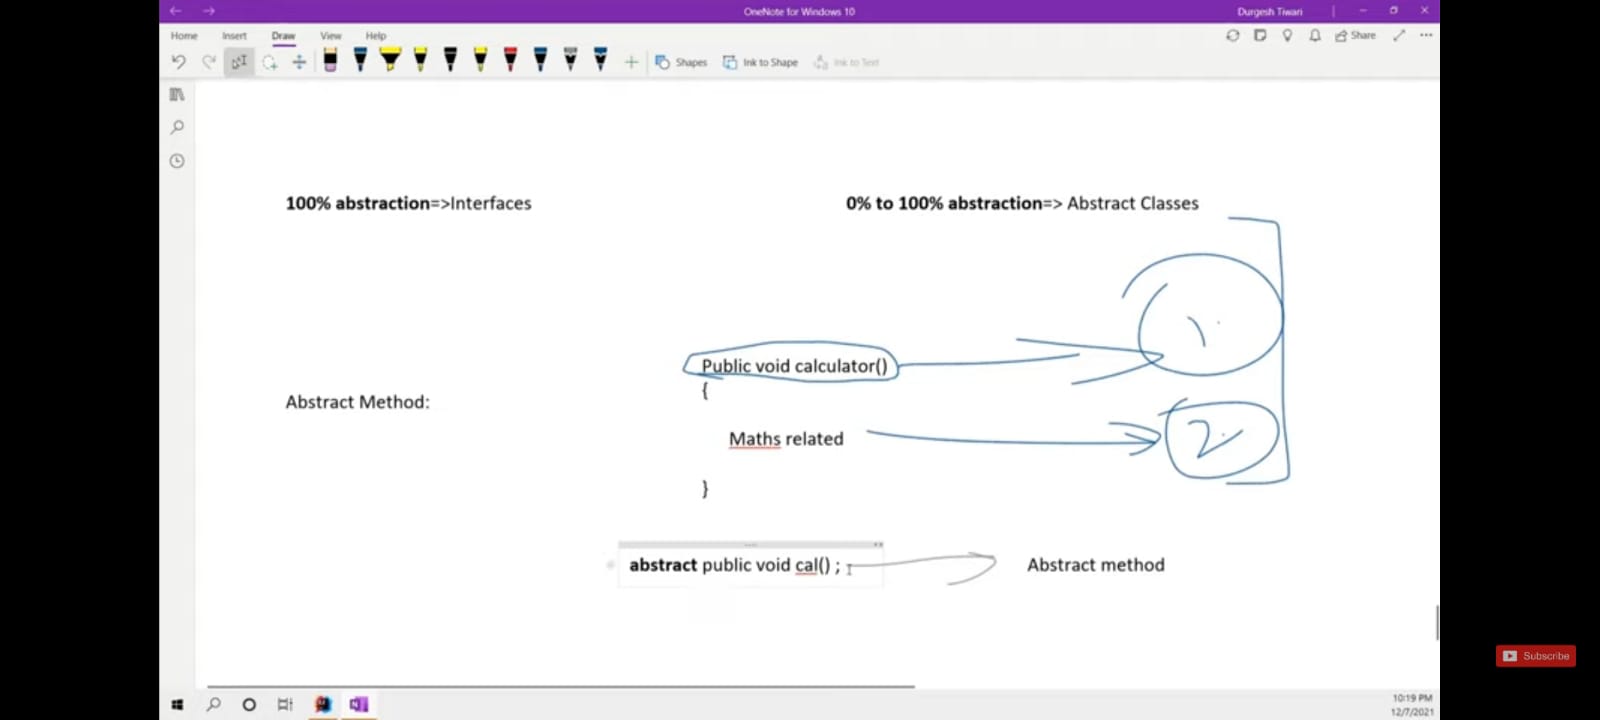 OneNote for Windows 10
Durgesh Tiwari
Home Insert Draw View Help
Share
Shapes
Ink to Shape
Ink to Text
100% abstraction=>Interfaces
0% to 100% abstraction=> Abstract Classes
1
Public void calculator()
{
Abstract Method:
Maths related
2
}
abstract public void cal() ;
Abstract method
Subscribe
10:19 PM
12/7/2021